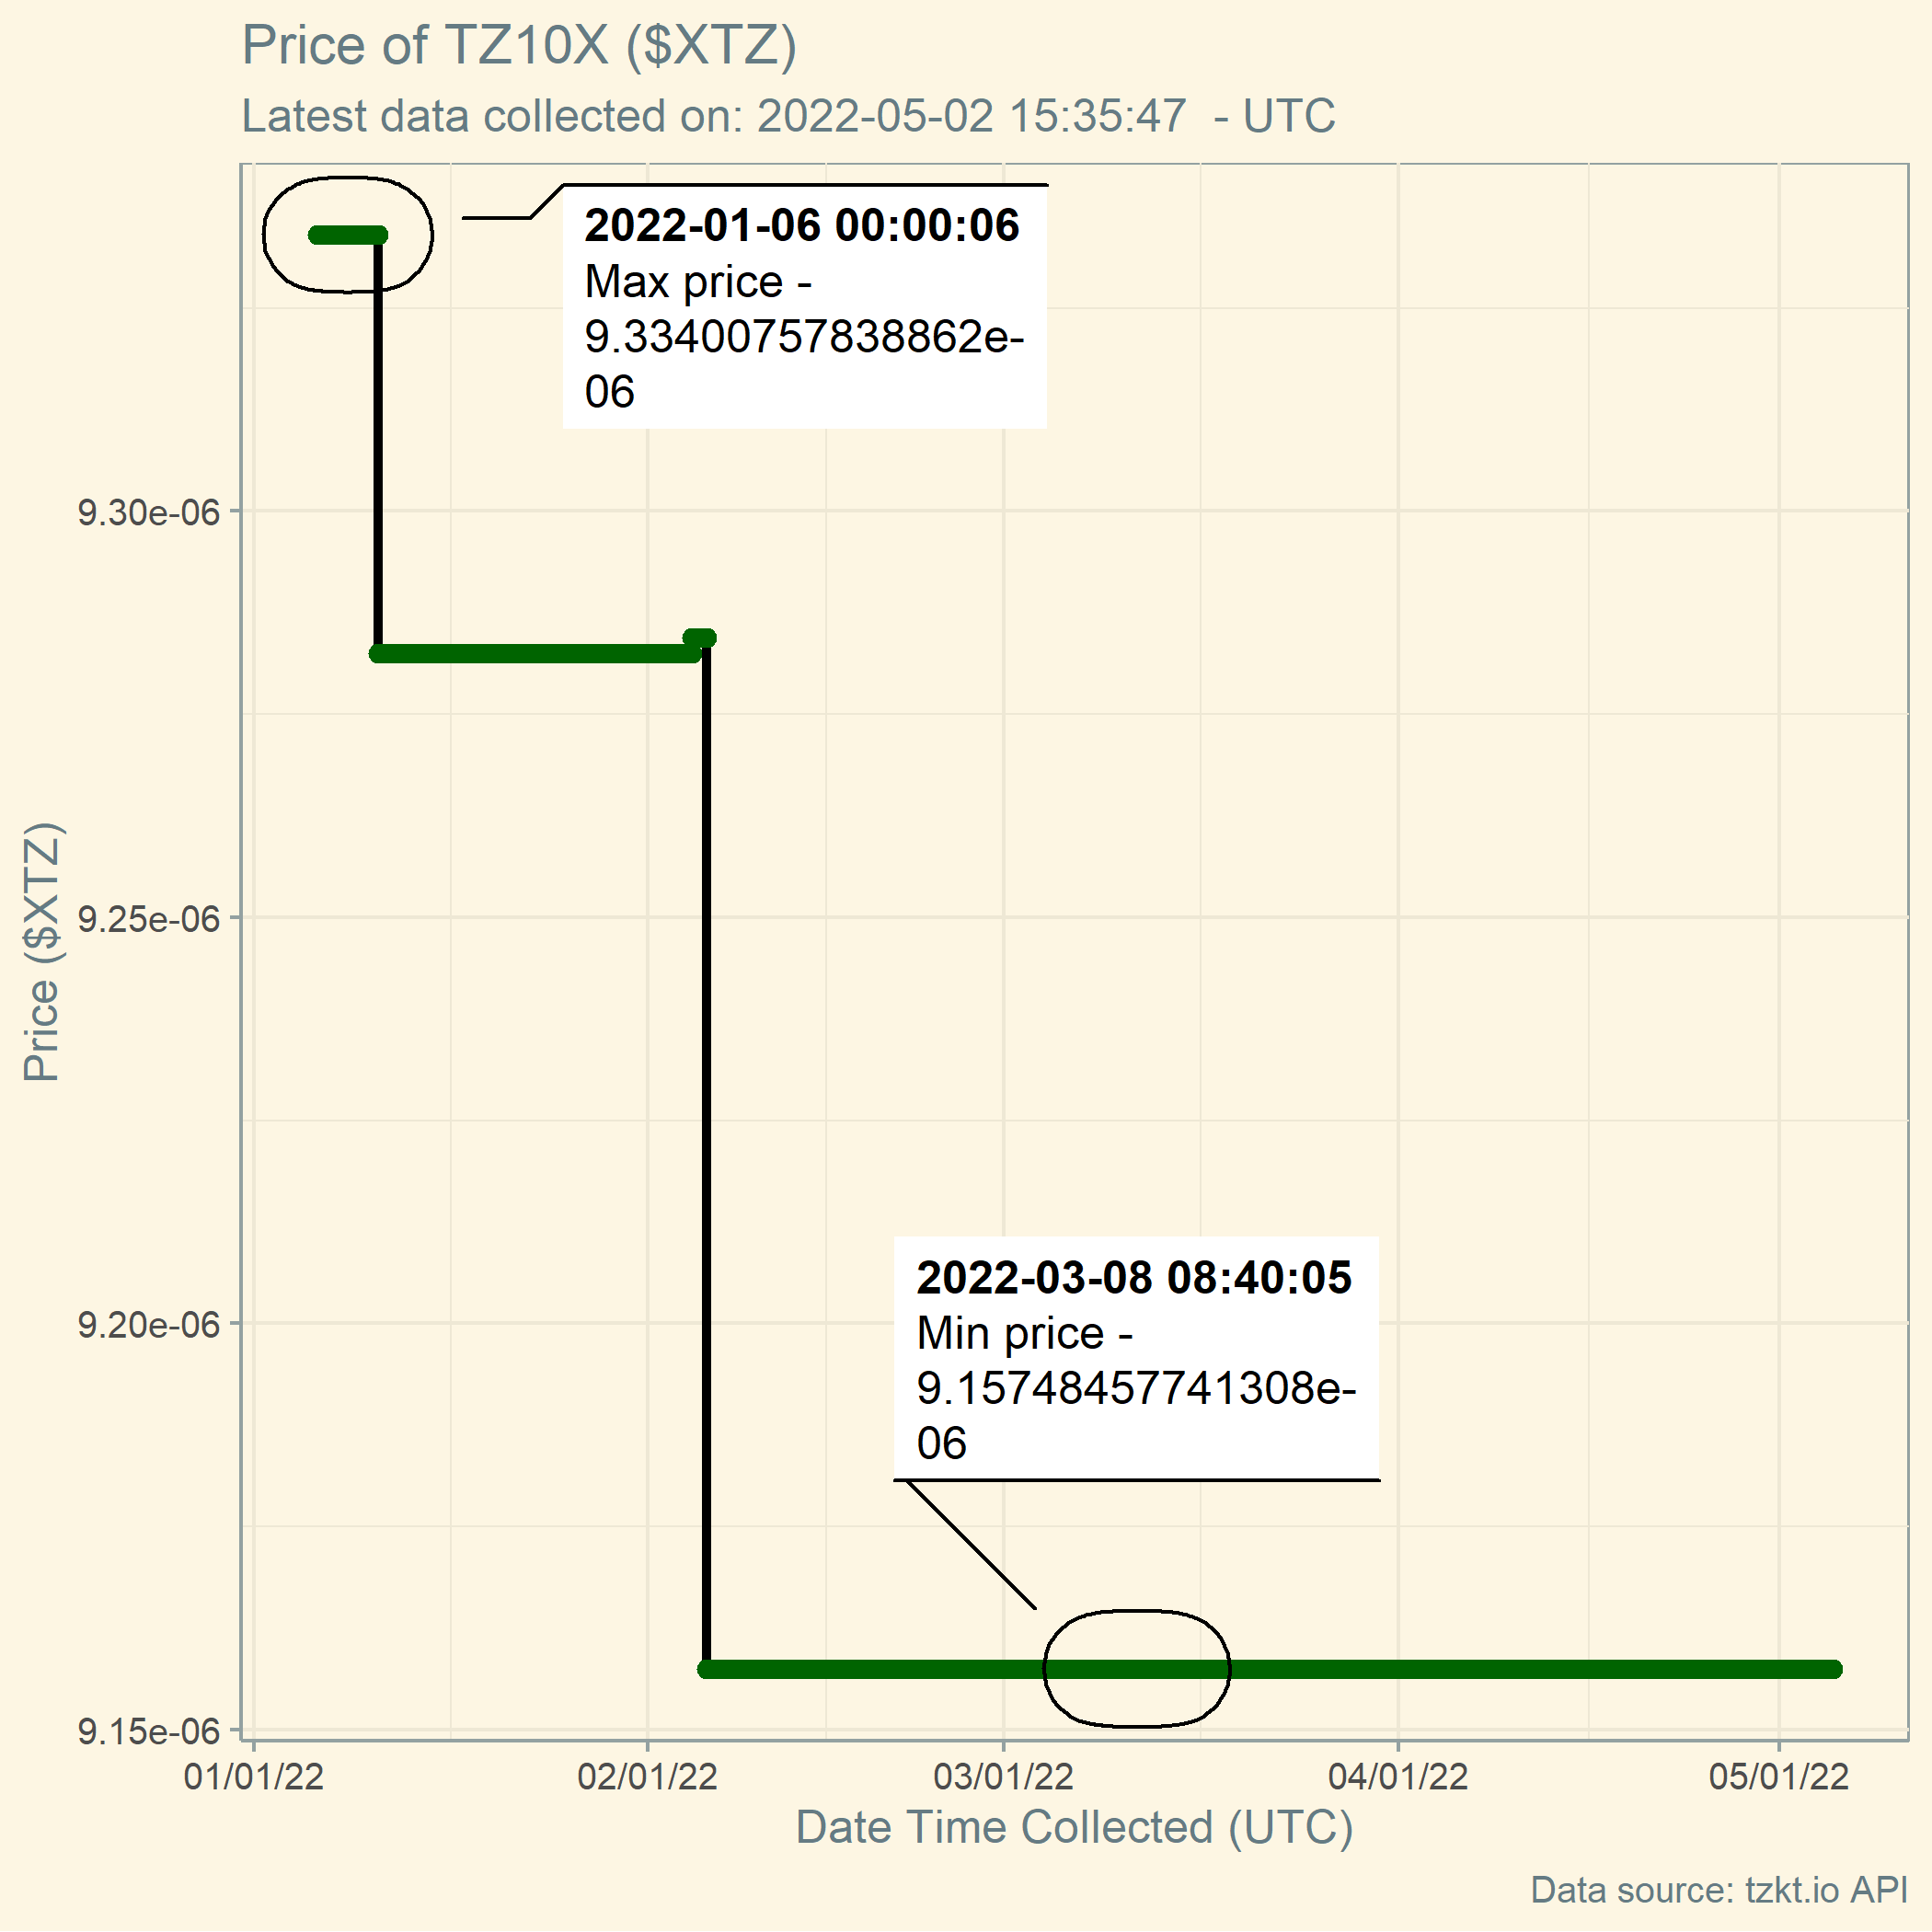 Price of TZ10X ($XTZ)
Latest data collected on: 2022-05-02 15:35:47  - UTC
2022-01-06 00:00:06
Max price -
9.33400757838862e-
06
9.30e-06
9.25e-06
9.20e-06
9.15e-06
Price ($XTZ)
2022-03-08 08:40:05
Min price -
9.15748457741308e-
06
01/01/22 02/01/22 03/01/22 04/01/22 05/01/22
Date Time Collected (UTC)
Data source: tzkt.io API